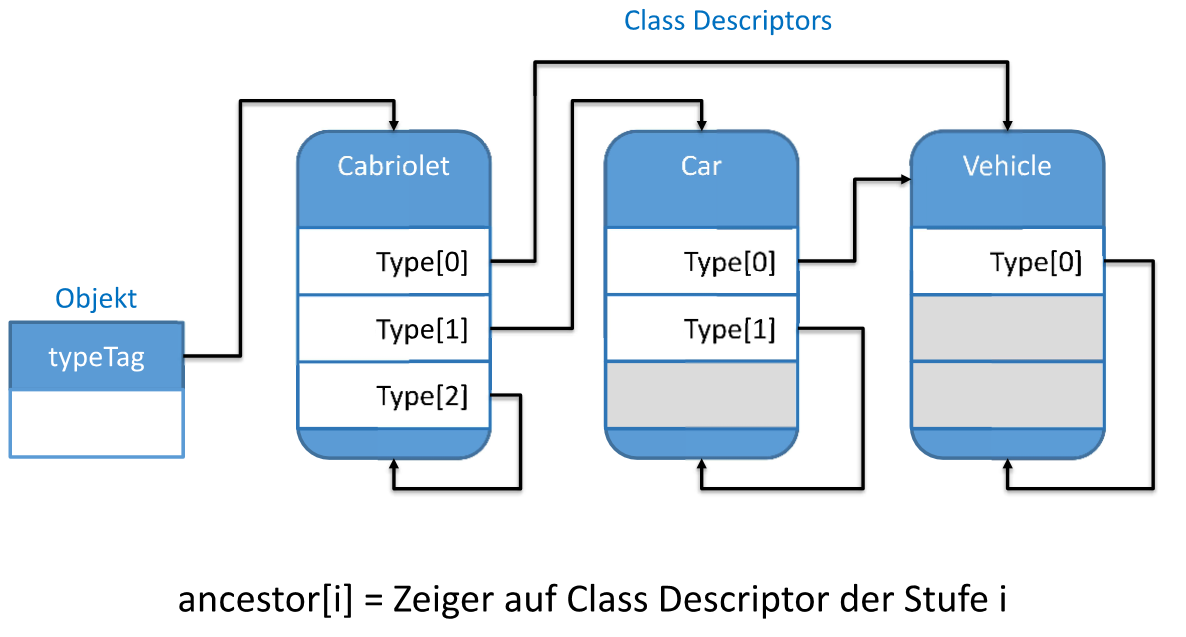 Class Descriptors
Cabriolet
Car
Vehicle
Type[0]
Type[0]
Type[0]
Objekt
Type[1]
Type[1]
typeTag
Type[2]
ancestor[i] = Zeiger auf Class Descriptor der Stufe i